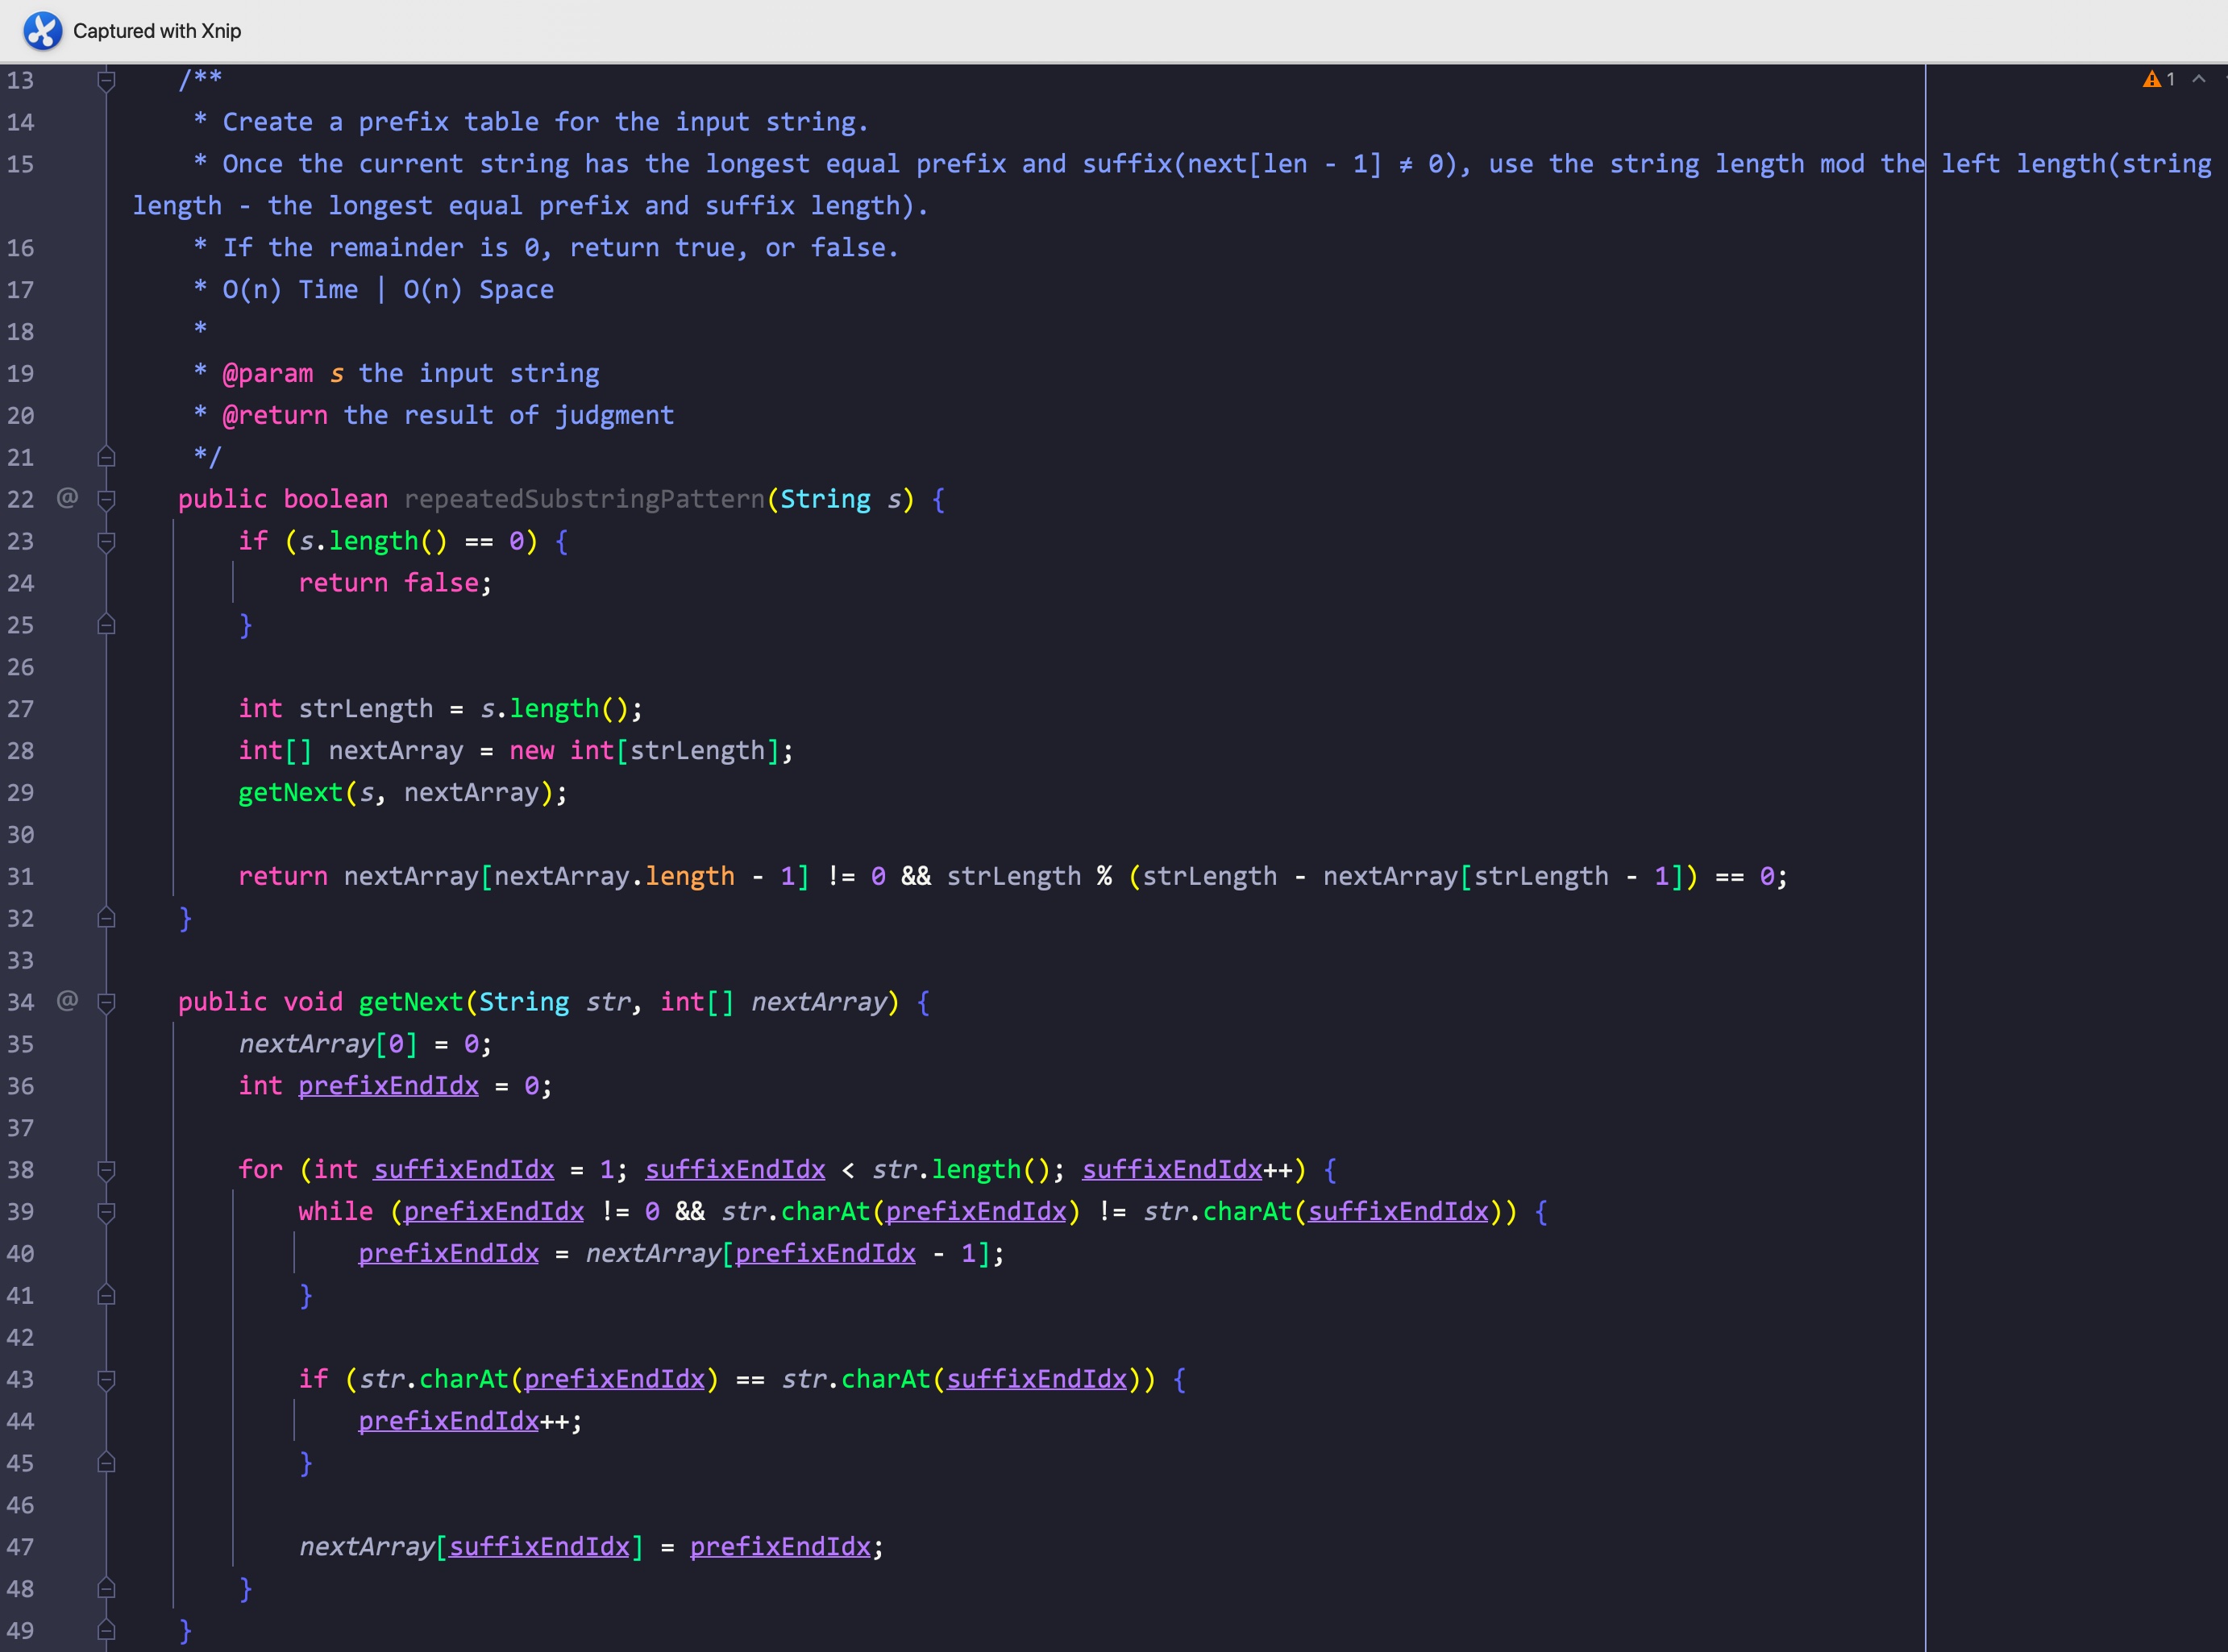 Captured with Xnip
13 /**
14 * Create a prefix table for the input string.
15 * Once the current string has the longest equal prefix and suffix(next[len - 1] ≠ 0), use the string length mod the left length(string
length - the longest equal prefix and suffix length).
16 * If the remainder is 0, return true, or false.
17 * O(n) Time | O(n) Space
18 *
19 * @param s the input string
20 * @return the result of judgment
21 */
22 @ public boolean repeatedSubstringPattern(String s) {
23 if (s.length() == 0) {
24 return false;
25 }
26
27 int strLength = s.length();
28 int[] nextArray = new int[strLength];
29 getNext(s, nextArray);
30
31 return nextArray[nextArray.length - 1] != 0 && strLength % (strLength - nextArray[strLength - 1]) == 0;
32 }
33
34 @ public void getNext(String str, int[] nextArray) {
35 nextArray[0] = 0;
36 int prefixEndIdx = 0;
37
38 for (int suffixEndIdx = 1; suffixEndIdx < str.length(); suffixEndIdx++) {
39 while (prefixEndIdx != 0 && str.charAt(prefixEndIdx) != str.charAt(suffixEndIdx)) {
40 prefixEndIdx = nextArray[prefixEndIdx - 1];
41 }
42
43 if (str.charAt(prefixEndIdx) == str.charAt(suffixEndIdx)) {
44 prefixEndIdx++;
45 }
46
47 nextArray[suffixEndIdx] = prefixEndIdx;
48 }
49 }
1